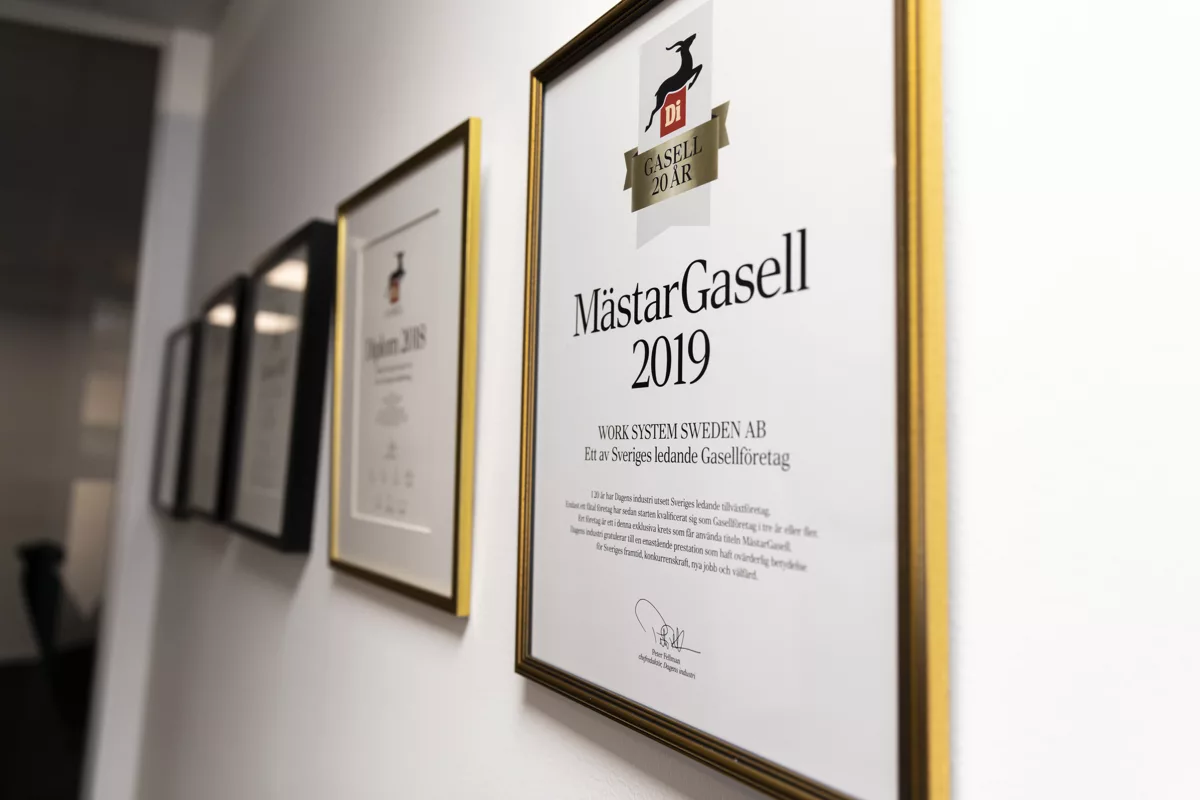 Di
GASELL
20 ÅR
MästarGasell
2019
WORK SYSTEM SWEDEN AB
Ett av Sveriges ledande Gasellföretag
I 20 år har Dagens industri utsett Sveriges ledande tillväxtföretag.
Endast ett fåtal företag har sedan starten kvalificerat sig som Gasellföretag i tre år eller fler.
Ert företag är ett i denna exklusiva krets som får använda titeln MästarGasell.
Dagens industri gratulerar till en enastående prestation som haft ovärderlig betydelse
för Sveriges framtid, konkurrenskraft, nya jobb och välfärd.
Peter Fellman
chefredaktör, Dagens industri
Diplom 2018